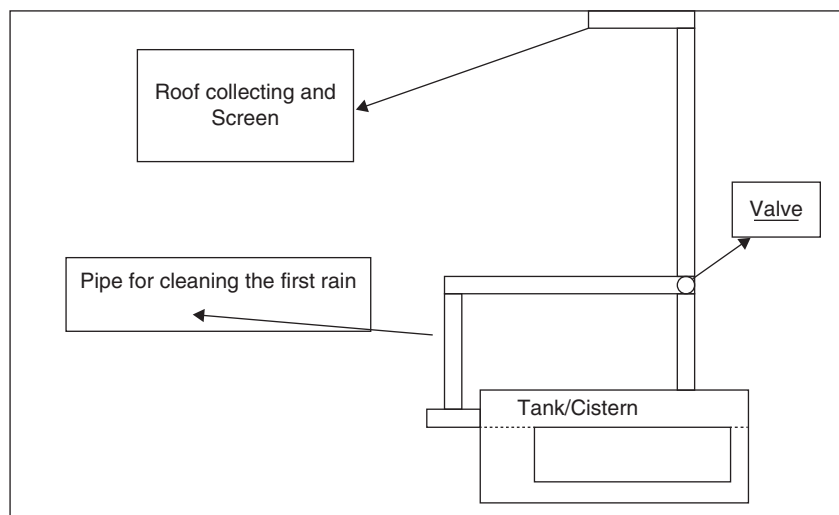 Roof collecting and
Screen
Valve
Pipe for cleaning the first rain
Tank/Cistern